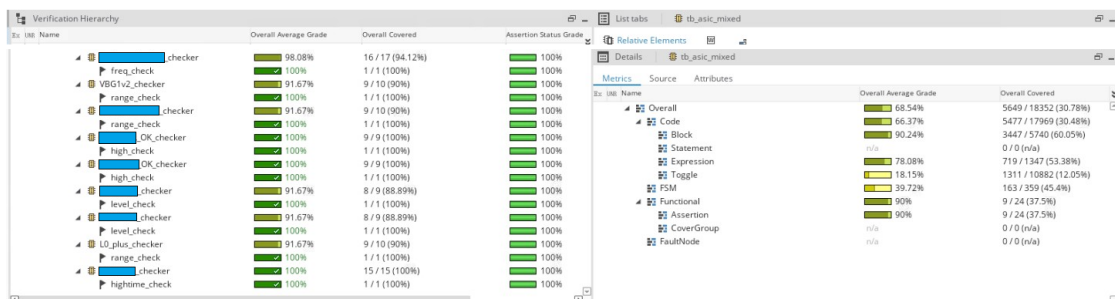 Verification Hierarchy
Ex UNR Name Overall Average Grade Overall Covered Assertion Status Grade
_checker 98.08% 16 / 17 (94.12%) 100%
freq_check 100% 1 / 1 (100%) 100%
VBG1v2_checker 91.67% 9 / 10 (90%) 100%
range_check 100% 1 / 1 (100%) 100%
_checker 91.67% 9 / 10 (90%) 100%
range_check 100% 1 / 1 (100%) 100%
_OK_checker 100% 9 / 9 (100%) 100%
high_check 100% 1 / 1 (100%) 100%
OK_checker 100% 9 / 9 (100%) 100%
high_check 100% 1 / 1 (100%) 100%
_checker 91.67% 8 / 9 (88.89%) 100%
level_check 100% 1 / 1 (100%) 100%
_checker 91.67% 8 / 9 (88.89%) 100%
level_check 100% 1 / 1 (100%) 100%
L0_plus_checker 91.67% 9 / 10 (90%) 100%
range_check 100% 1 / 1 (100%) 100%
_checker 100% 15 / 15 (100%) 100%
hightime_check 100% 1 / 1 (100%) 100%
List tabs tb_asic_mixed
Relative Elements
Details tb_asic_mixed
Metrics Source Attributes
Ex UNR Name Overall Average Grade Overall Covered
Overall 68.54% 5649 / 18352 (30.78%)
Code 66.37% 5477 / 17969 (30.48%)
Block 90.24% 3447 / 5740 (60.05%)
Statement n/a 0 / 0 (n/a)
Expression 78.08% 719 / 1347 (53.38%)
Toggle 18.15% 1311 / 10882 (12.05%)
FSM 39.72% 163 / 359 (45.4%)
Functional 90% 9 / 24 (37.5%)
Assertion 90% 9 / 24 (37.5%)
CoverGroup n/a 0 / 0 (n/a)
FaultNode n/a 0 / 0 (n/a)